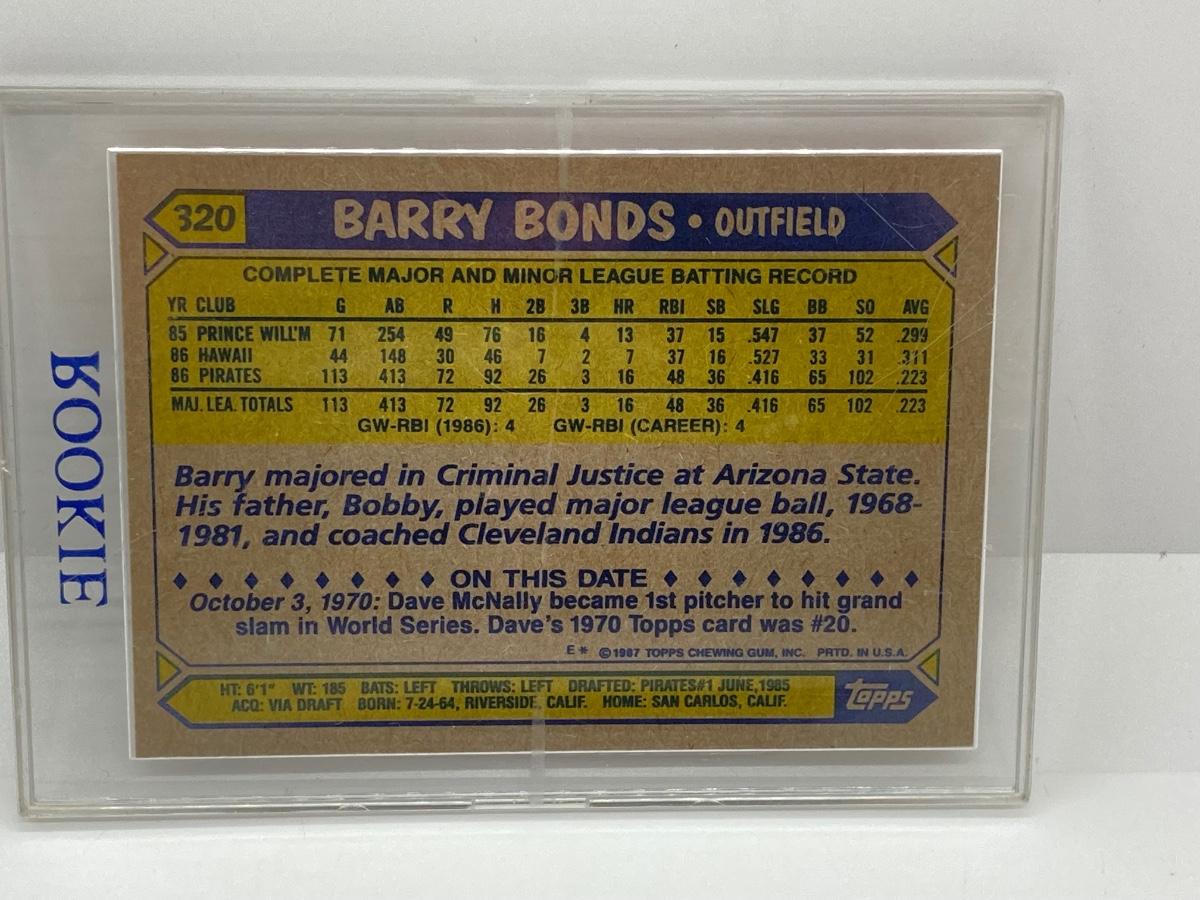 320 BARRY BONDS • OUTFIELD
COMPLETE MAJOR AND MINOR LEAGUE BATTING RECORD
YR CLUB G AB R H 2B 3B HR RBI SB SLG BB SO AVG
85 PRINCE WILL'M 71 254 49 76 16 4 13 37 15 .547 37 52 .299
86 HAWAII 44 148 30 46 7 2 7 37 16 .527 33 31 .311
86 PIRATES 113 413 72 92 26 3 16 48 36 .416 65 102 .223
MAJ. LEA. TOTALS 113 413 72 92 26 3 16 48 36 .416 65 102 .223
GW-RBI (1986): 4 GW-RBI (CAREER): 4
Barry majored in Criminal Justice at Arizona State.
His father, Bobby, played major league ball, 1968-
1981, and coached Cleveland Indians in 1986.
ON THIS DATE
October 3, 1970: Dave McNally became 1st pitcher to hit grand
slam in World Series. Dave's 1970 Topps card was #20.
E* ©1987 TOPPS CHEWING GUM, INC. PRTD. IN U.S.A.
HT: 6'1" WT: 185 BATS: LEFT THROWS: LEFT DRAFTED: PIRATES#1 JUNE,1985
ACQ: VIA DRAFT BORN: 7-24-64, RIVERSIDE, CALIF. HOME: SAN CARLOS, CALIF.
Topps
ROOKIE